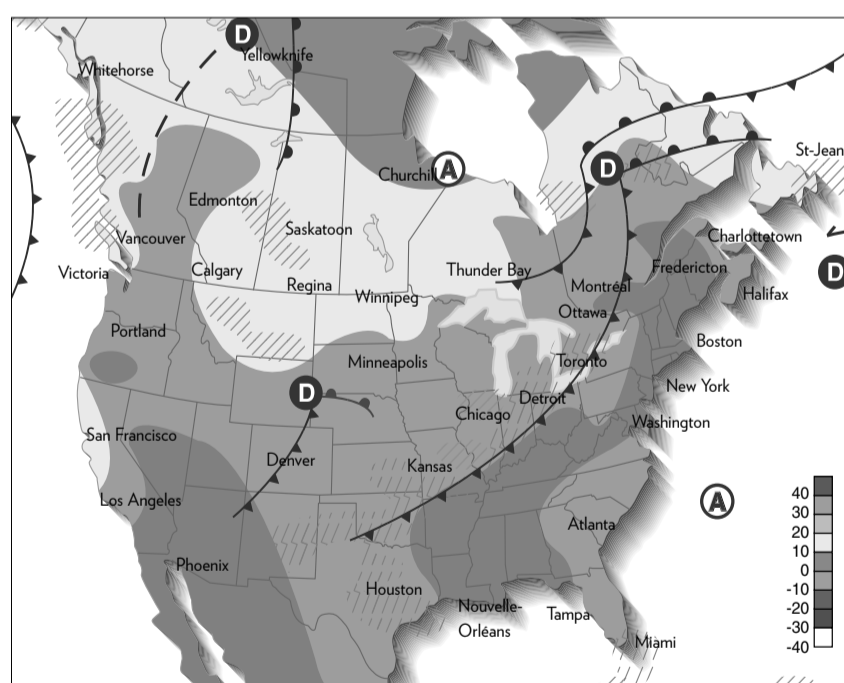 D
Yellowknife
Whitehorse
St-Jean
D
Churchill
A
Edmonton
Saskatoon
Vancouver
Charlottetown
Victoria
Calgary
Thunder Bay
Fredericton
D
Regina
Montréal
Winnipeg
Halifax
Ottawa
Portland
Boston
Minneapolis
Toronto
D
New York
Detroit
Chicago
Washington
San Francisco
Denver
Kansas
Los Angeles
A
40
30
20
10
0
-10
-20
-30
-40
Atlanta
Phoenix
Houston
Nouvelle-
Orléans
Tampa
Miami